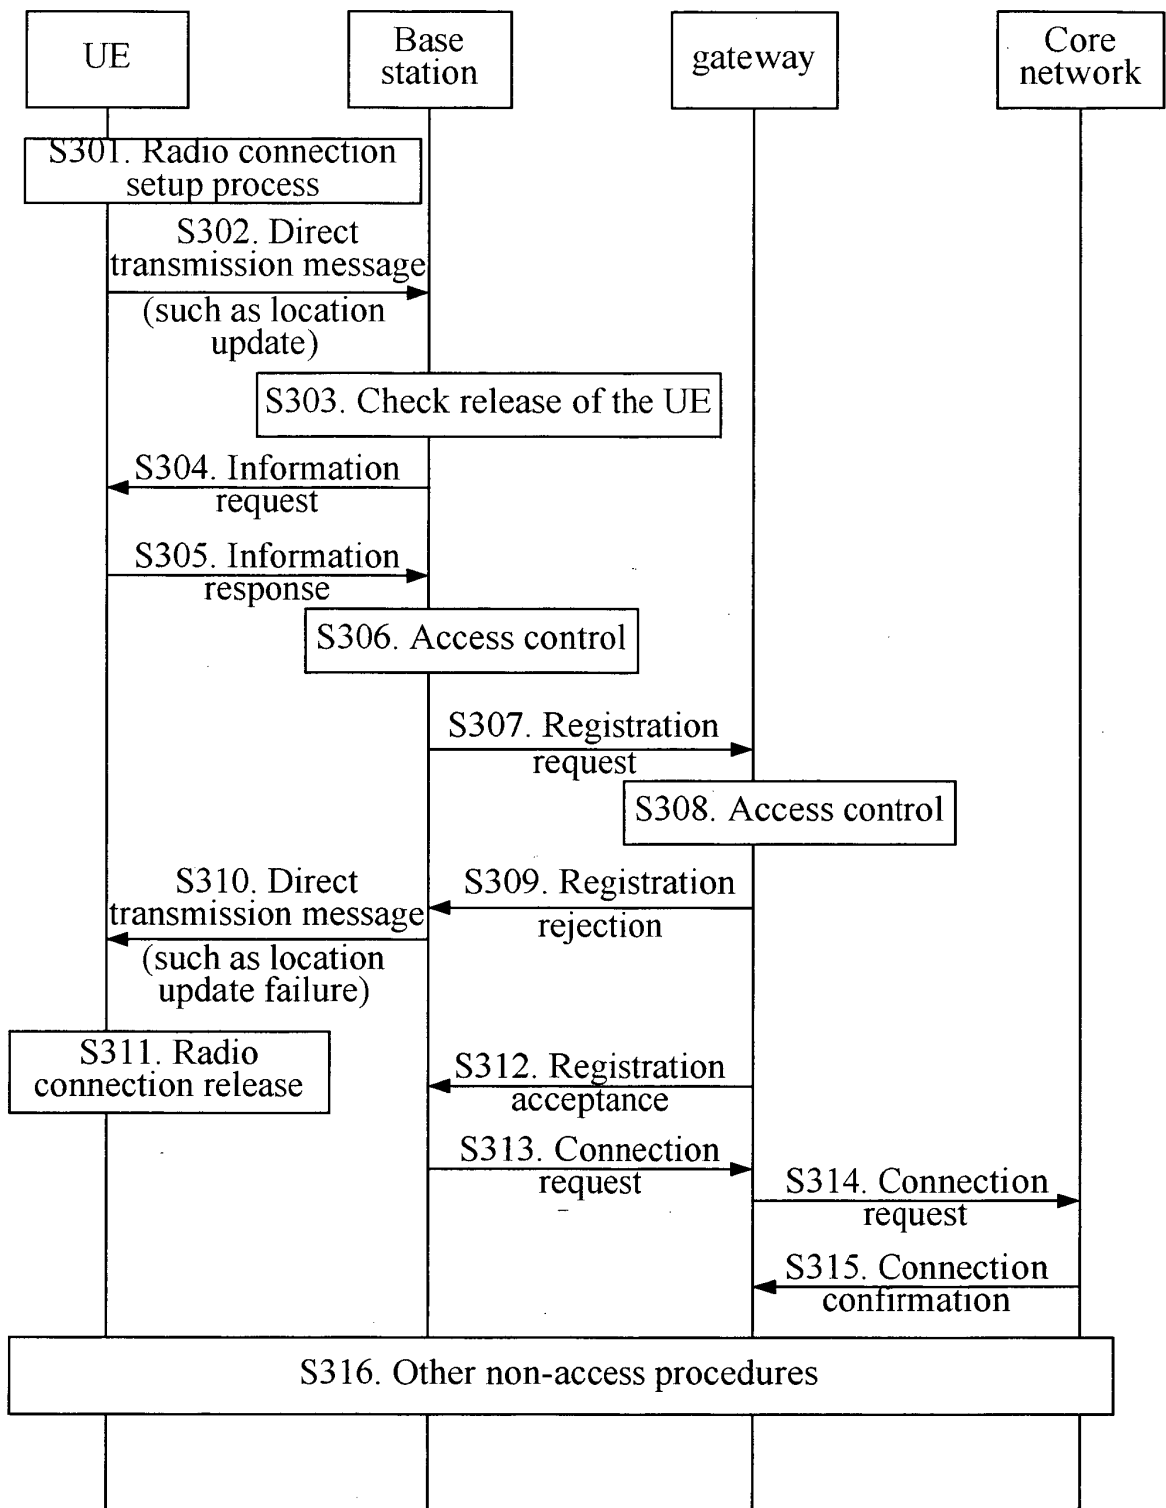 UE
Base
station
gateway
Core
network
S301. Radio connection
setup process
S302. Direct
transmission message
(such as location
update)
S303. Check release of the UE
S304. Information
request
S305. Information
response
S306. Access control
S307. Registration
request
S308. Access control
S309. Registration
rejection
S310. Direct
transmission message
(such as location
update failure)
S311. Radio
connection release
S312. Registration
acceptance
S313. Connection
request
S314. Connection
request
S315. Connection
confirmation
S316. Other non-access procedures